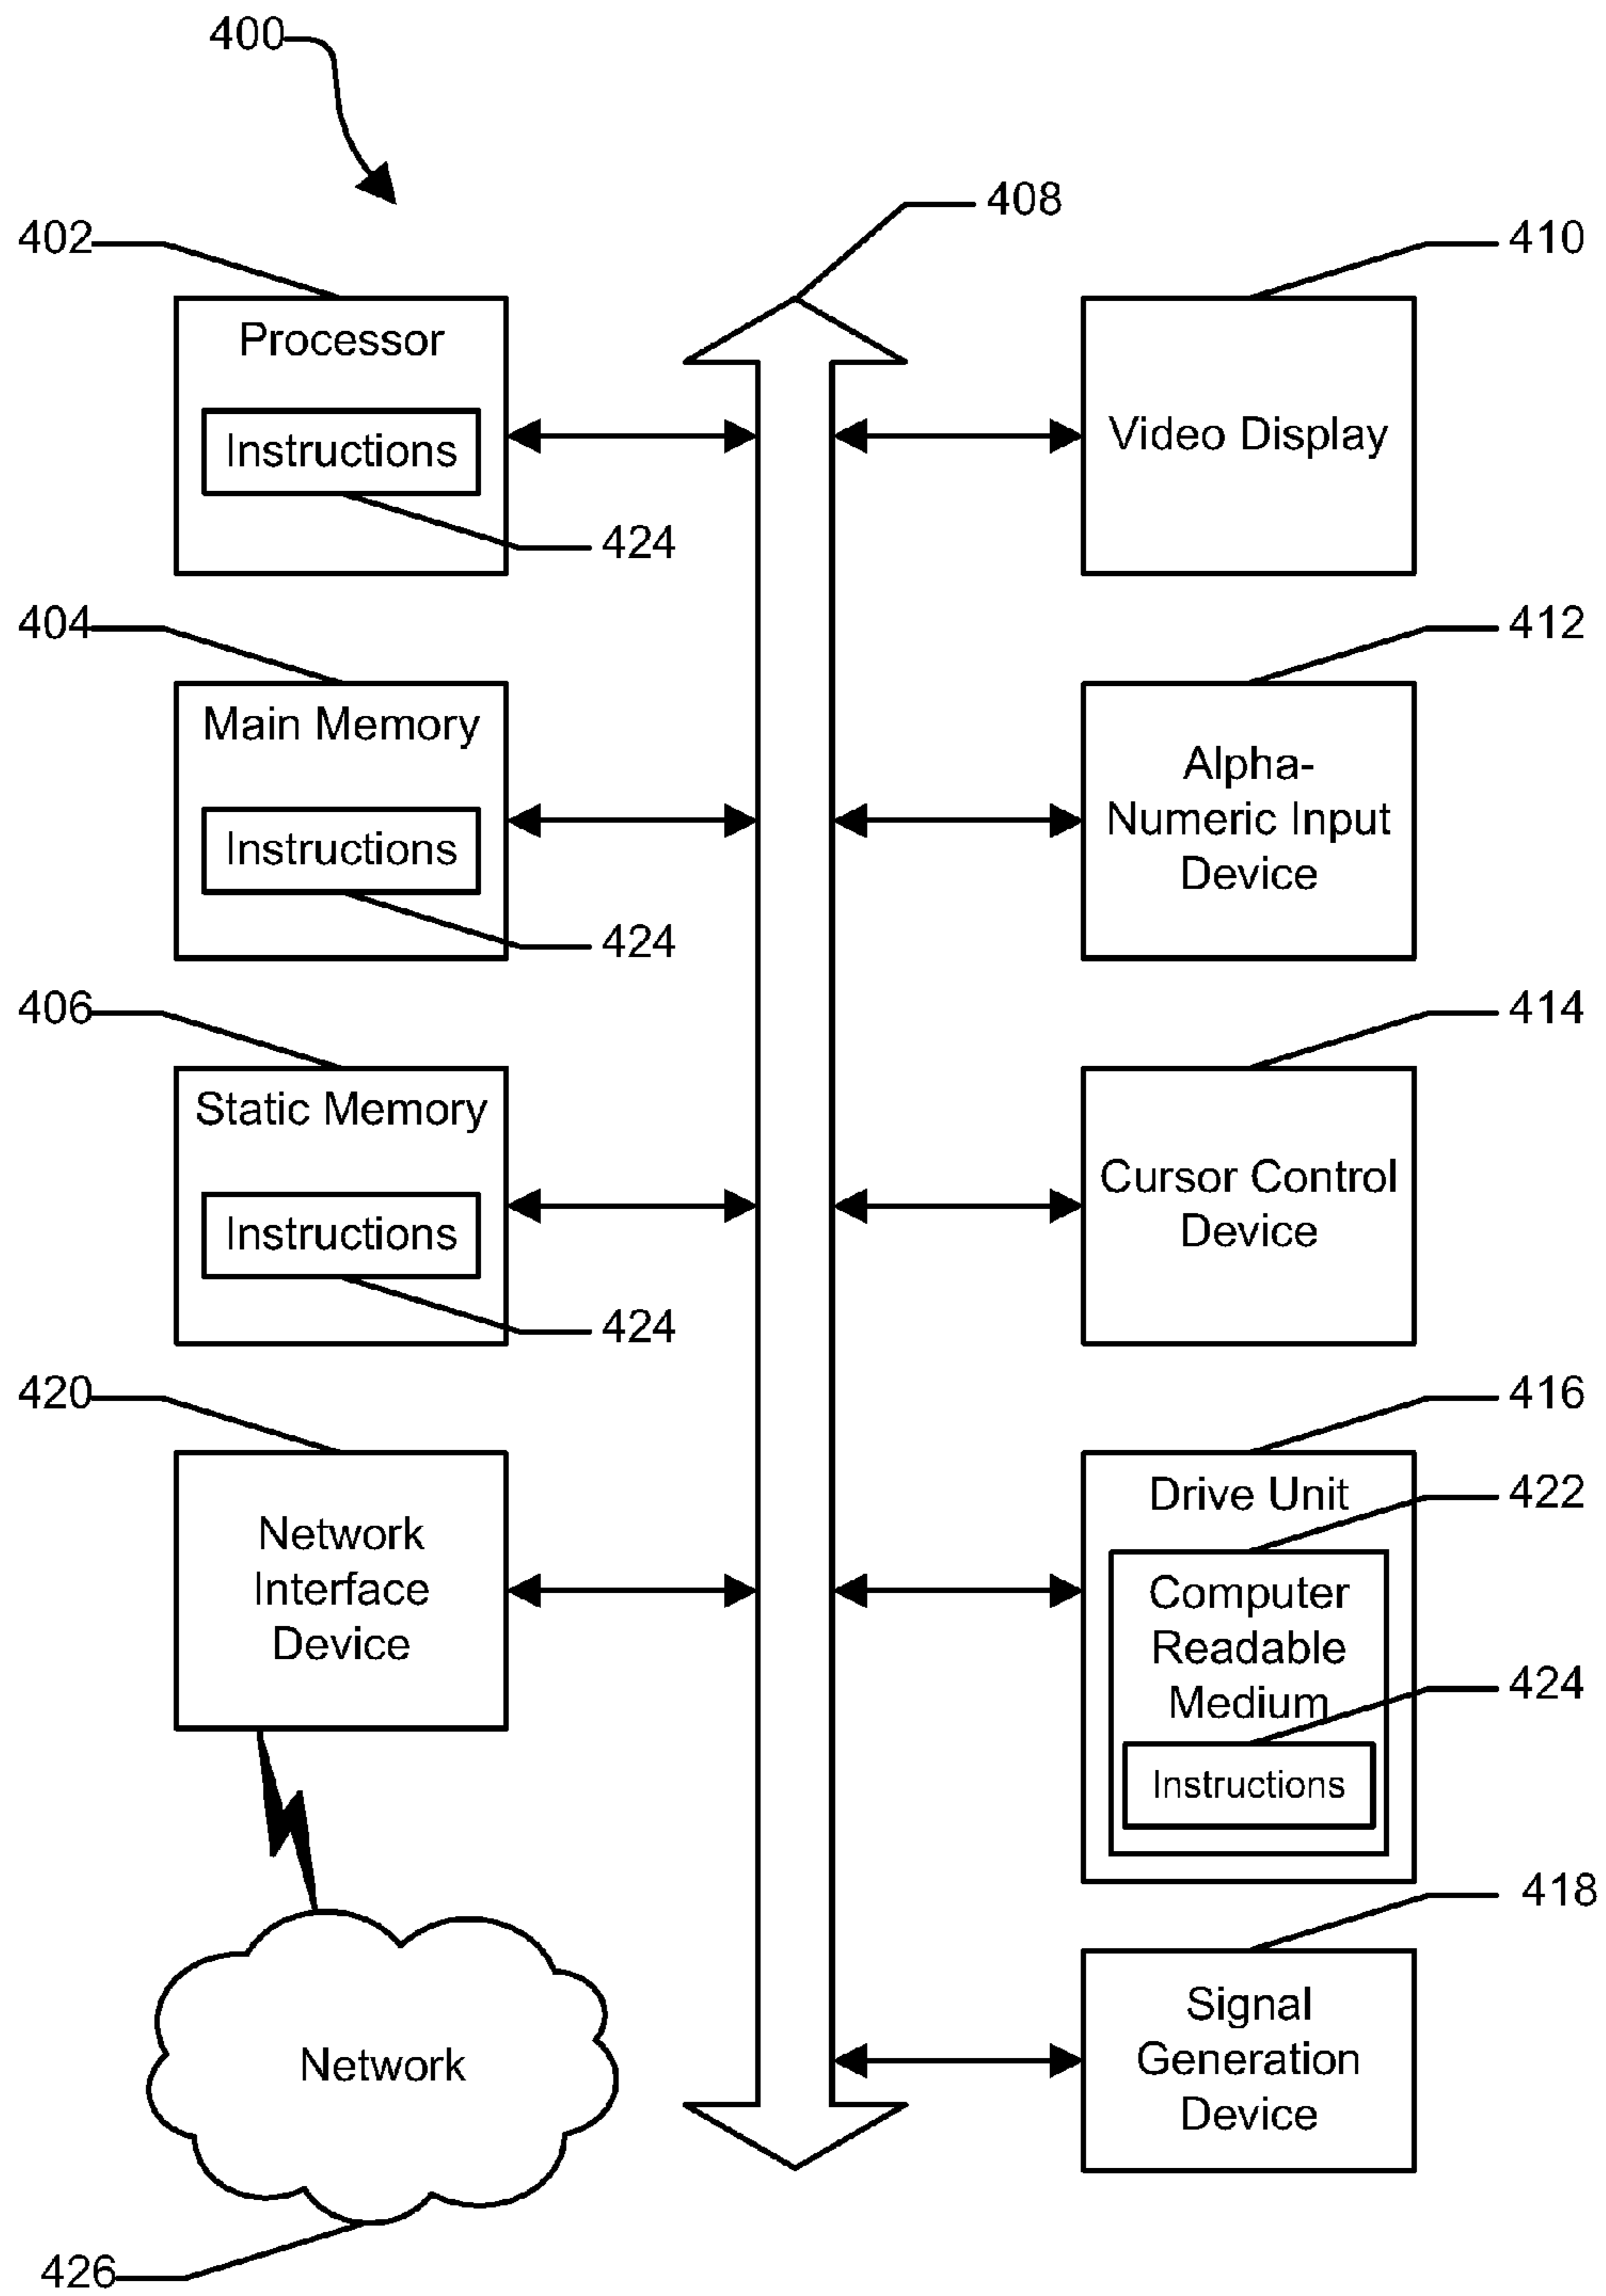 400
408
402
410
Processor
Instructions
424
Video Display
404
412
Main Memory
Instructions
424
Alpha-
Numeric Input
Device
406
414
Static Memory
Instructions
424
Cursor Control
Device
420
416
Network
Interface
Device
Drive Unit
422
Computer
Readable
Medium
424
Instructions
418
Signal
Generation
Device
Network
426